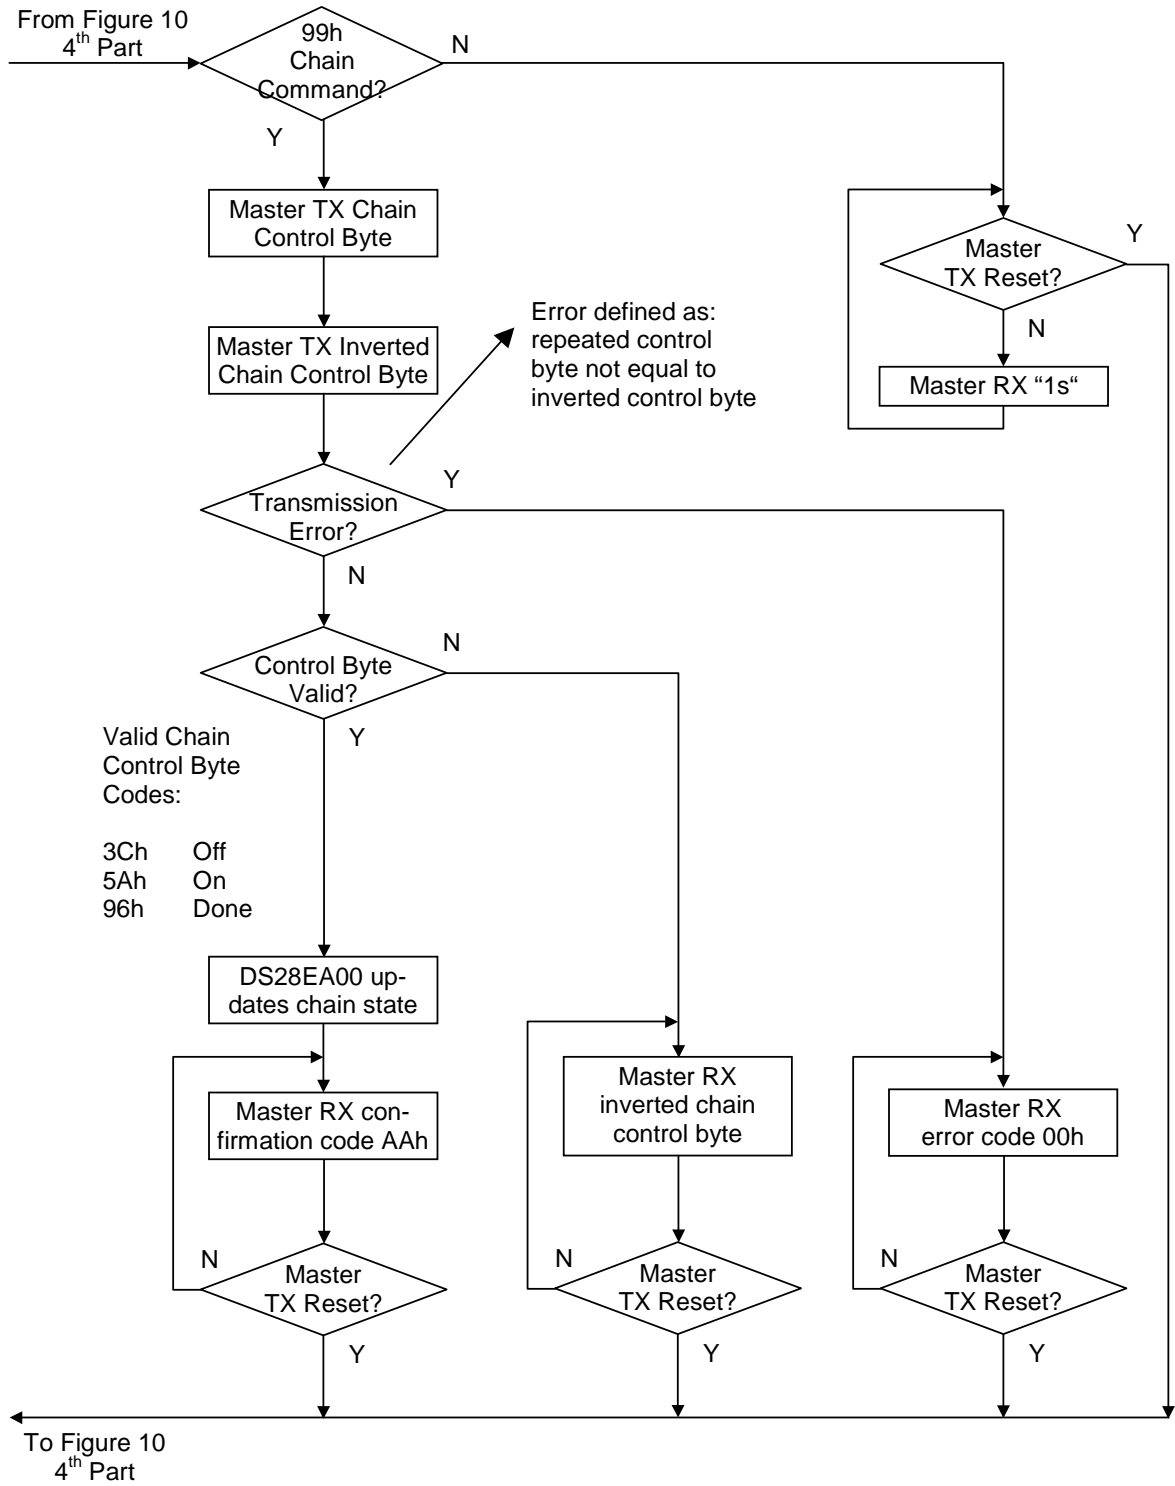 From Figure 10
4th Part
99h
Chain
Command?
N
Y
Master TX Chain
Control Byte
Master
TX Reset?
Y
N
Master RX “1s“
Master TX Inverted
Chain Control Byte
Error defined as:
repeated control
byte not equal to
inverted control byte
Transmission
Error?
Y
N
Control Byte
Valid?
N
Y
Valid Chain
Control Byte
Codes:
3Ch Off
5Ah On
96h Done
DS28EA00 up-
dates chain state
Master RX con-
firmation code AAh
Master RX
inverted chain
control byte
Master RX
error code 00h
N
Master
TX Reset?
Y
N
Master
TX Reset?
Y
N
Master
TX Reset?
Y
To Figure 10
4th Part